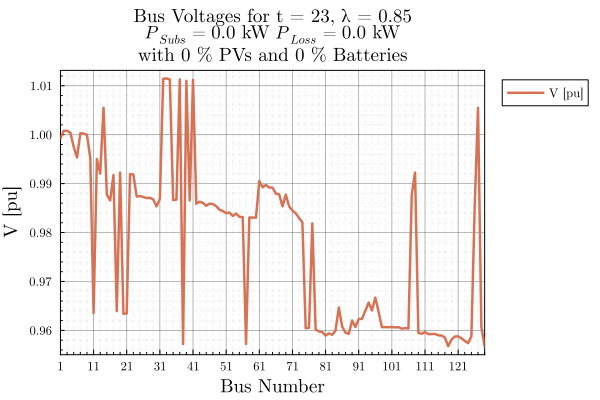 Bus Voltages for t = 23, λ = 0.85
P_Subs = 0.0 kW P_Loss = 0.0 kW
with 0 % PVs and 0 % Batteries
V [pu]
1.01
1.00
0.99
0.98
0.97
0.96
V [pu]
1 11 21 31 41 51 61 71 81 91 101 111 121
Bus Number